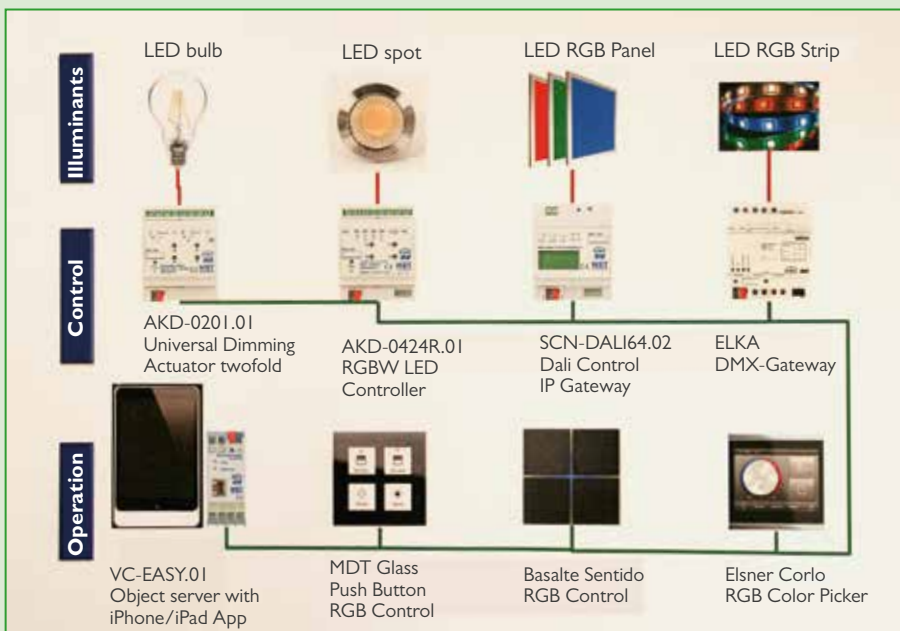 LED bulb
LED spot
LED RGB Panel
LED RGB Strip
Illuminants
Control
AKD-0201.01
Universal Dimming
Actuator twofold
AKD-0424R.01
RGBW LED
Controller
SCN-DALI64.02
Dali Control
IP Gateway
ELKA
DMX-Gateway
Operation
VC-EASY.01
Object server with
iPhone/iPad App
MDT Glass
Push Button
RGB Control
Basalte Sentido
RGB Control
Elsner Corlo
RGB Color Picker